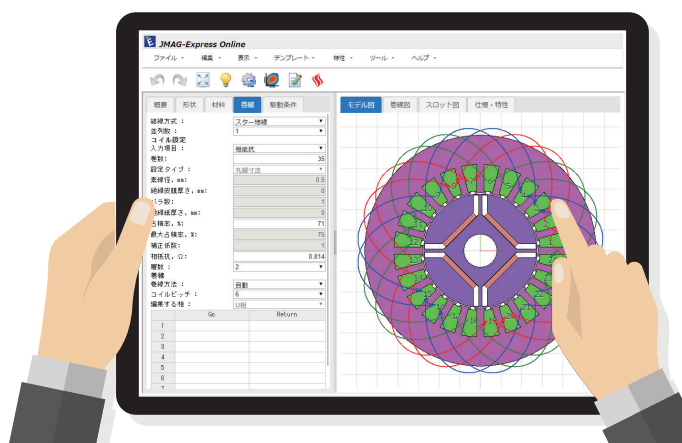 JMAG-Express Online
ファイル 編集 表示 テンプレート 特性 ツール ヘルプ
概要 形状 材料 巻線 駆動条件
モデル図 巻線図 スロット図 仕様・特性
結線方式 : スター結線
並列数 : 1
コイル設定
入力項目 : 相抵抗
巻数: 35
設定タイプ : 丸線寸法
素線径, mm: 0.5
絶縁皮膜厚さ, mm: 0
ラ数: 1
絶縁紙厚さ, mm: 0
占積率, %: 71
最大占積率, %: 75
補正係数: 1
相抵抗, Ω: 0.814
層数 : 2
巻線
巻線方法 : 自動
コイルピッチ : 6
編集する相 : U相
Go Return
1
2
3
4
5
6